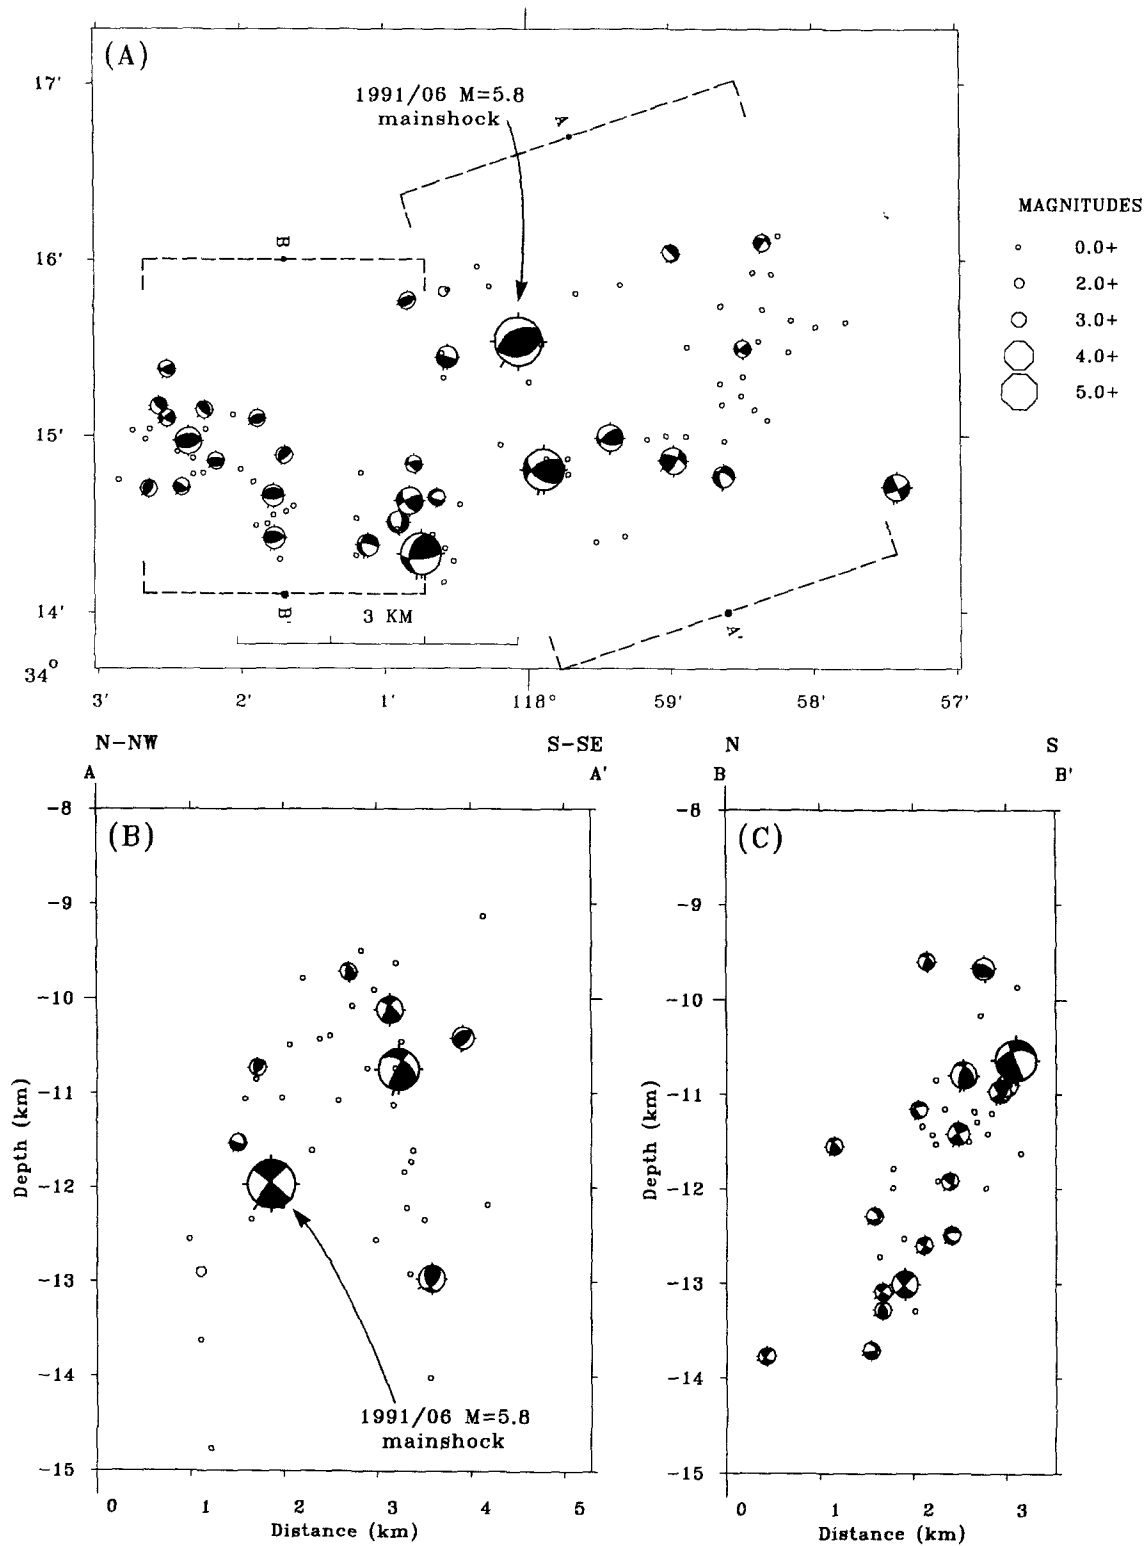 (A)
1991/06 M=5.8
mainshock
17'
16'
15'
14'
34°
A
B
B'
A'
3 KM
3'
2'
1'
118°
59'
58'
57'
MAGNITUDES
0.0+
2.0+
3.0+
4.0+
5.0+
N-NW
S-SE
A
A'
(B)
-8
-9
-10
-11
-12
-13
-14
-15
Depth (km)
1991/06 M=5.8
mainshock
0 1 2 3 4 5
Distance (km)
N
S
B
B'
(C)
-8
-9
-10
-11
-12
-13
-14
-15
Depth (km)
0 1 2 3
Distance (km)